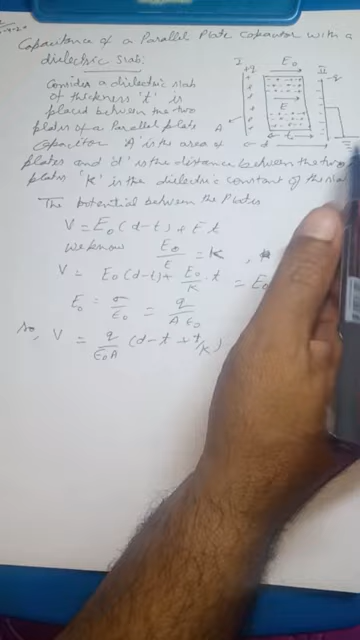 Capacitance of a Parallel Plate Capacitor with a
dielectric slab:
I +q E₀ II -q
Consider a dielectric slab
of thickness 't' is
placed between the two
plates of a Parallel plate
E
t
A
d
Capacitor 'A' is the area of
plates and 'd' is the distance between the two
plates 'K' is the dielectric constant of the slab
The potential between the Plates
V = E₀(d-t) + E.t
We know E₀/E = K,
V = E₀(d-t) + E₀/K · t = E₀
E₀ = σ/ε₀ = q/Aε₀
So, V = q/ε₀A (d-t+t/K)